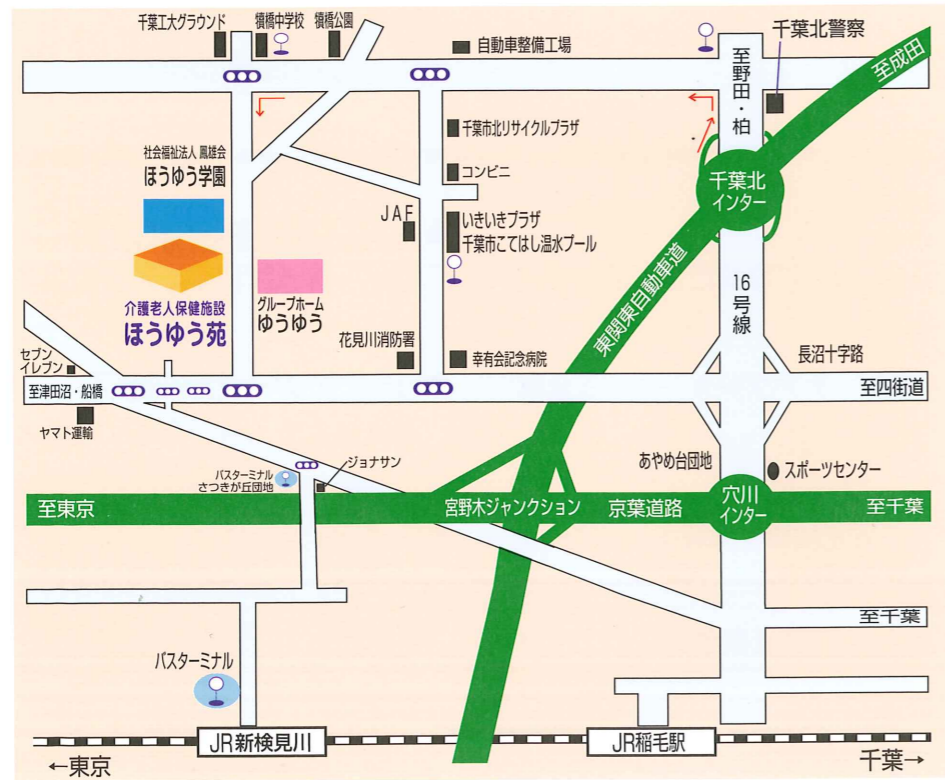 千葉工大グラウンド
犢橋中学校
犢橋公園
自動車整備工場
千葉北警察
至成田
至野田・柏
千葉市北リサイクルプラザ
社会福祉法人 鳳雄会
ほうゆう学園
コンビニ
千葉北
インター
JAF
いきいきプラザ
千葉市こてはし温水プール
東関東自動車道
16号線
介護老人保健施設
ほうゆう苑
グループホーム
ゆうゆう
花見川消防署
幸有会記念病院
長沼十字路
セブン
イレブン
至津田沼・船橋
至四街道
ヤマト運輸
バスターミナル
さつきが丘団地
ジョナサン
あやめ台団地
スポーツセンター
至東京
宮野木ジャンクション
京葉道路
穴川
インター
至千葉
至千葉
バスターミナル
JR新検見川
JR稲毛駅
←東京
千葉→